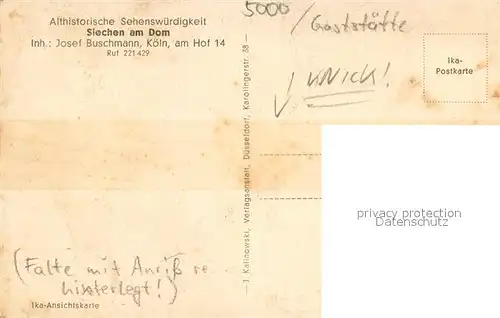 Althistorische Sehenswürdigkeit
Siechen am Dom
Inh.: Josef Buschmann, Köln, am Hof 14
Ruf 221429
5000
/Gaststätte
KNICK!
Ika-
Postkarte
J. Kalinowski, Verlagsanstalt, Düsseldorf, Karolingerstr. 38
privacy protection
Datenschutz
(Falte mit Anriß re
hinterlegt!)
Ika-Ansichtskarte